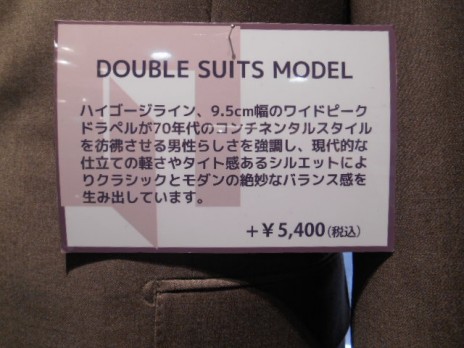 DOUBLE SUITS MODEL
ハイゴージライン、9.5cm幅のワイドピーク
ドラペルが70年代のコンチネンタルスタイル
を彷彿させる男性らしさを強調し、現代的な
仕立ての軽さやタイト感あるシルエットによ
りクラシックとモダンの絶妙なバランス感を
生み出しています。
+¥5,400(税込)